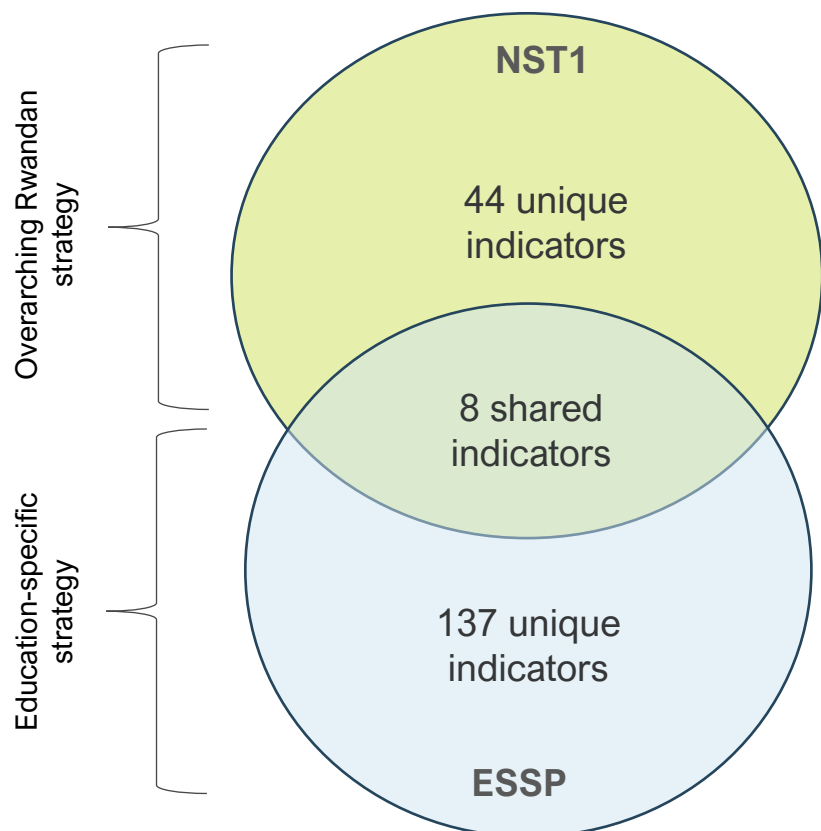 NST1
Overarching Rwandan
strategy
44 unique
indicators
8 shared
indicators
Education-specific
strategy
137 unique
indicators
ESSP